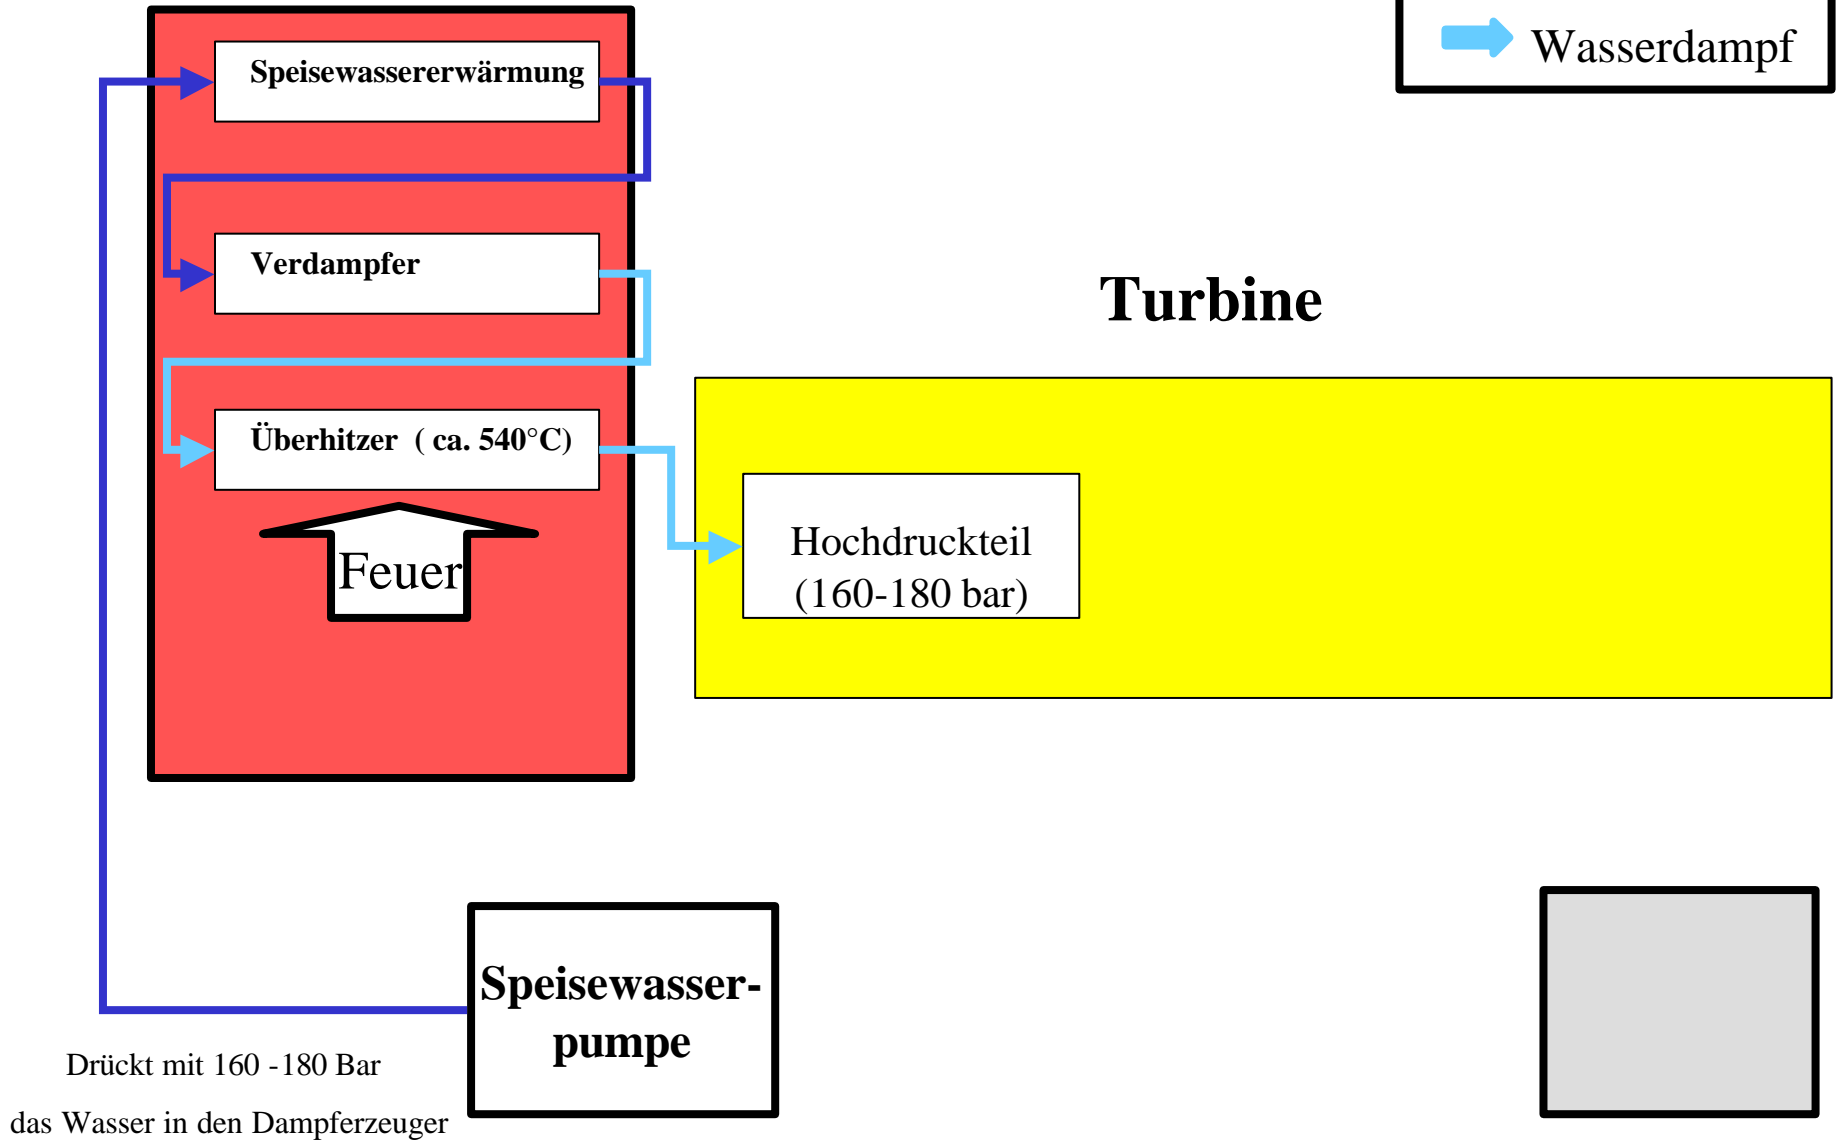 Wasserdampf
Speisewassererwärmung
Verdampfer
Turbine
Überhitzer ( ca. 540°C)
Feuer
Hochdruckteil
(160-180 bar)
Speisewasser-
pumpe
Drückt mit 160 -180 Bar
das Wasser in den Dampferzeuger